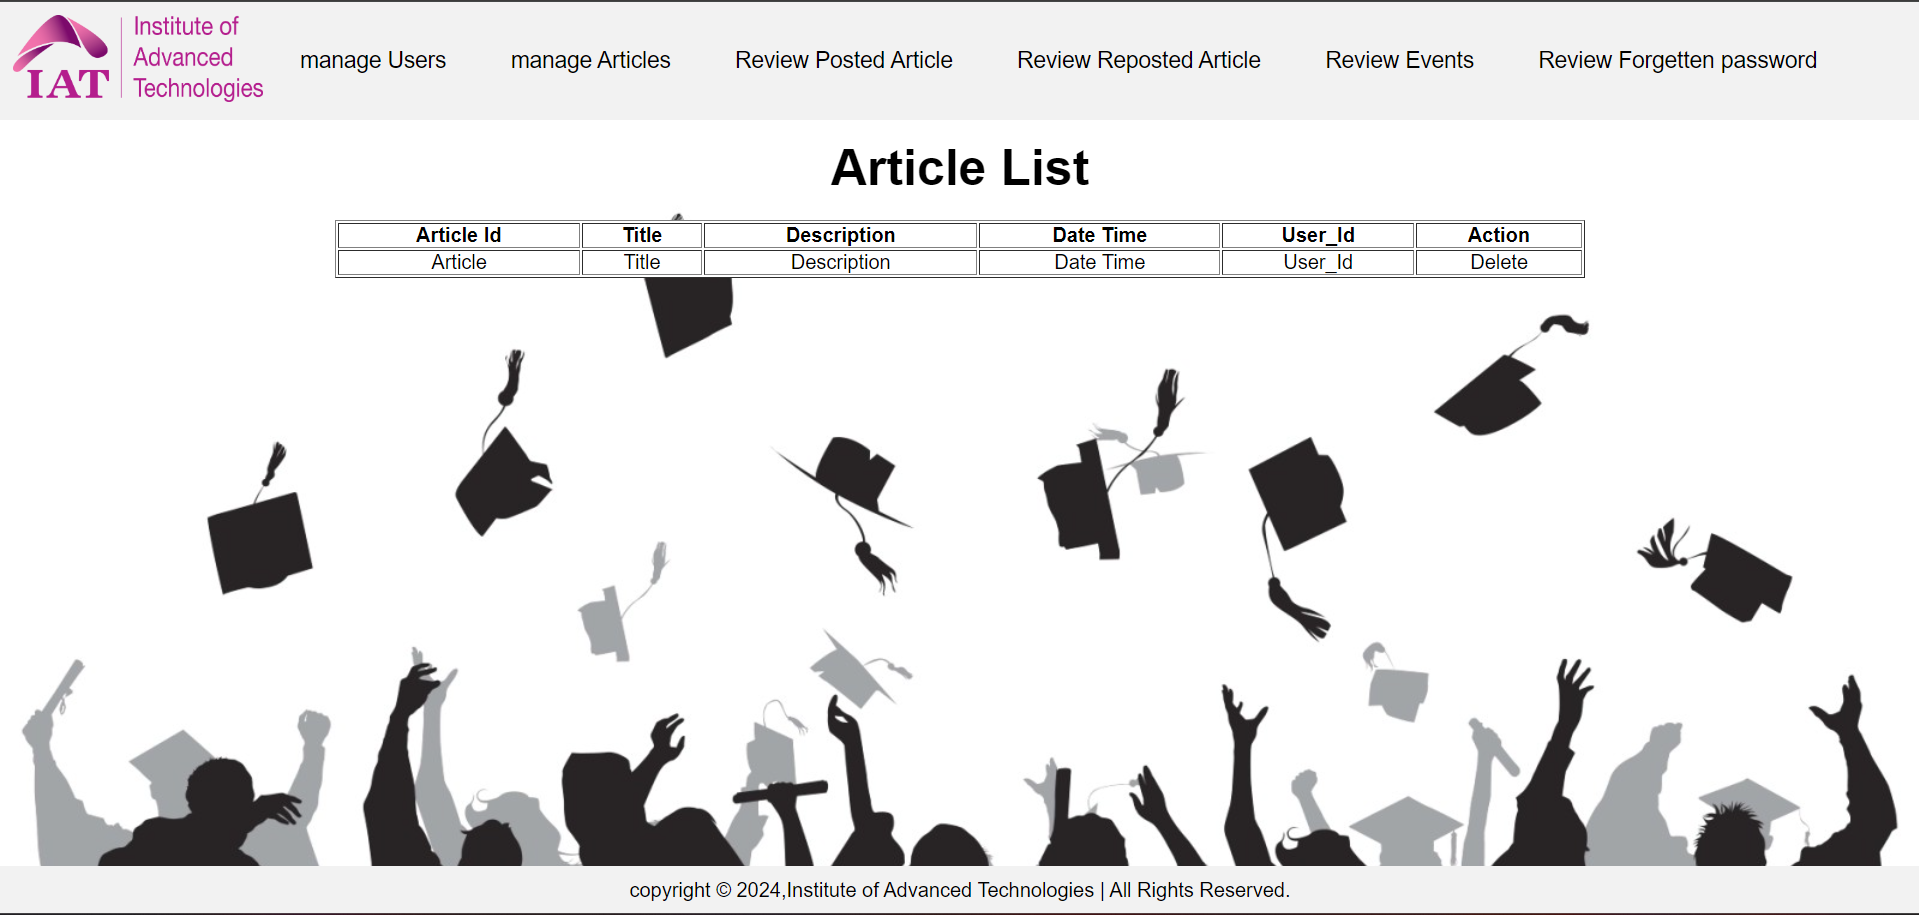 Institute of
Advanced
Technologies
IAT
manage Users manage Articles Review Posted Article Review Reposted Article Review Events Review Forgetten password
Article List
Article Id Title Description Date Time User_Id Action
Article Title Description Date Time User_Id Delete
copyright © 2024,Institute of Advanced Technologies | All Rights Reserved.